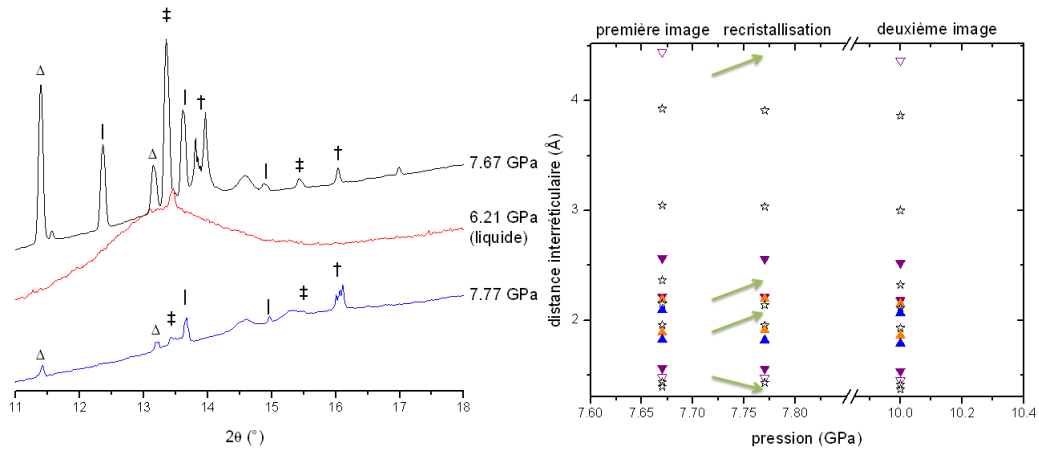 ‡
Δ
|
†
|
Δ
|
‡
†
7.67 GPa
6.21 GPa
(liquide)
7.77 GPa
†
‡
|
|
Δ
‡
Δ
11 12 13 14 15 16 17 18
2θ (°)
première image recristallisation deuxième image
4
3
2
distance interréticulaire (Å)
7.60 7.65 7.70 7.75 7.80 10.0 10.2 10.4
pression (GPa)